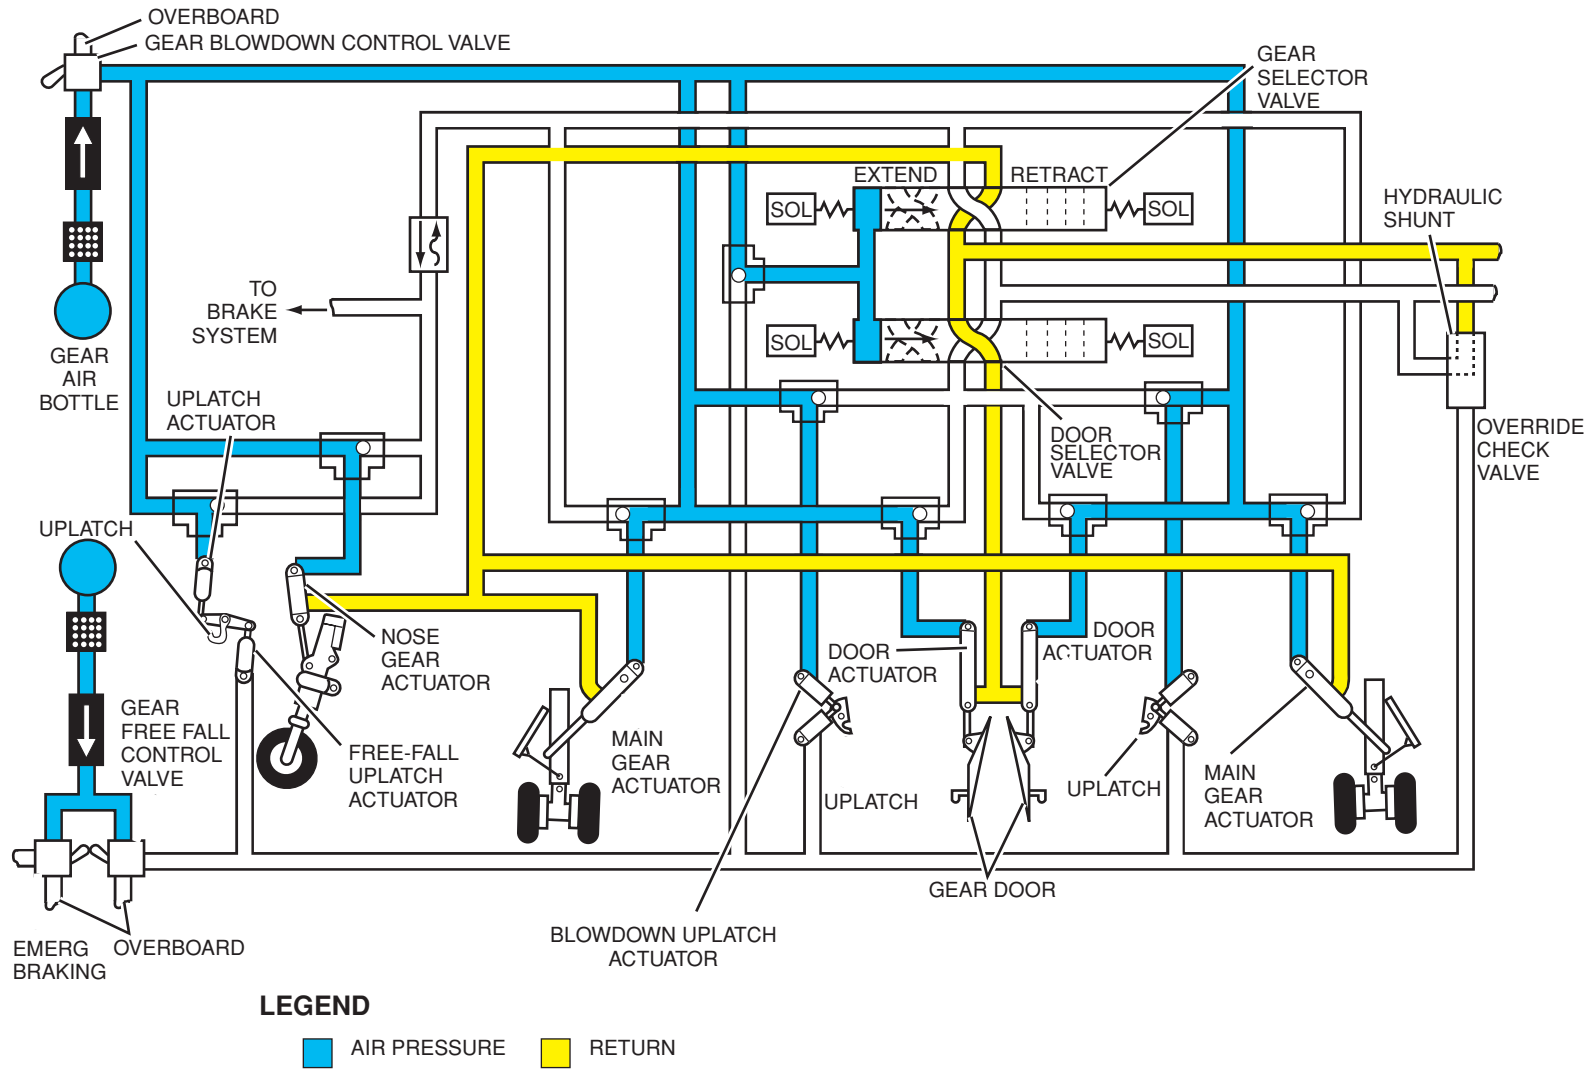 OVERBOARD
GEAR BLOWDOWN CONTROL VALVE
GEAR
SELECTOR
VALVE
EXTEND
RETRACT
SOL
SOL
HYDRAULIC
SHUNT
TO
BRAKE
SYSTEM
SOL
SOL
GEAR
AIR
BOTTLE
UPLATCH
ACTUATOR
DOOR
SELECTOR
VALVE
OVERRIDE
CHECK
VALVE
UPLATCH
NOSE
GEAR
ACTUATOR
DOOR
ACTUATOR
DOOR
ACTUATOR
GEAR
FREE FALL
CONTROL
VALVE
FREE-FALL
UPLATCH
ACTUATOR
MAIN
GEAR
ACTUATOR
UPLATCH
UPLATCH
MAIN
GEAR
ACTUATOR
GEAR DOOR
EMERG
BRAKING
OVERBOARD
BLOWDOWN UPLATCH
ACTUATOR
LEGEND
AIR PRESSURE
RETURN